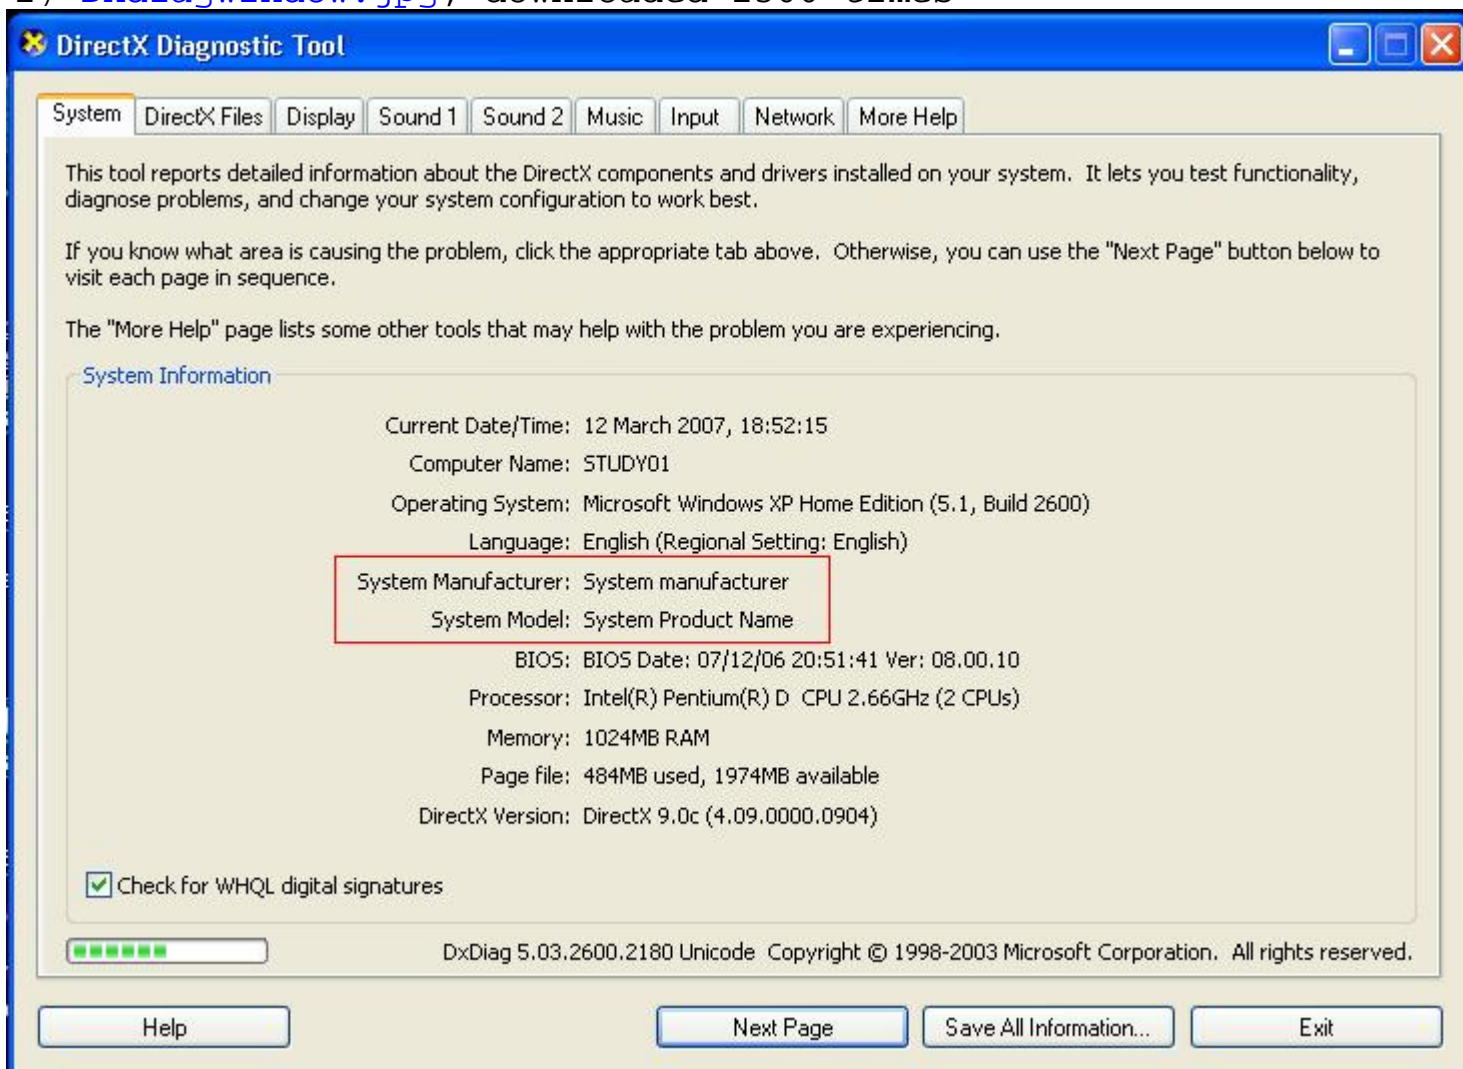 DirectX Diagnostic Tool
System DirectX Files Display Sound 1 Sound 2 Music Input Network More Help
This tool reports detailed information about the DirectX components and drivers installed on your system. It lets you test functionality,
diagnose problems, and change your system configuration to work best.
If you know what area is causing the problem, click the appropriate tab above. Otherwise, you can use the "Next Page" button below to
visit each page in sequence.
The "More Help" page lists some other tools that may help with the problem you are experiencing.
System Information
Current Date/Time: 12 March 2007, 18:52:15
Computer Name: STUDY01
Operating System: Microsoft Windows XP Home Edition (5.1, Build 2600)
Language: English (Regional Setting: English)
System Manufacturer: System manufacturer
System Model: System Product Name
BIOS: BIOS Date: 07/12/06 20:51:41 Ver: 08.00.10
Processor: Intel(R) Pentium(R) D CPU 2.66GHz (2 CPUs)
Memory: 1024MB RAM
Page file: 484MB used, 1974MB available
DirectX Version: DirectX 9.0c (4.09.0000.0904)
Check for WHQL digital signatures
DxDiag 5.03.2600.2180 Unicode Copyright © 1998-2003 Microsoft Corporation. All rights reserved.
Help Next Page Save All Information... Exit